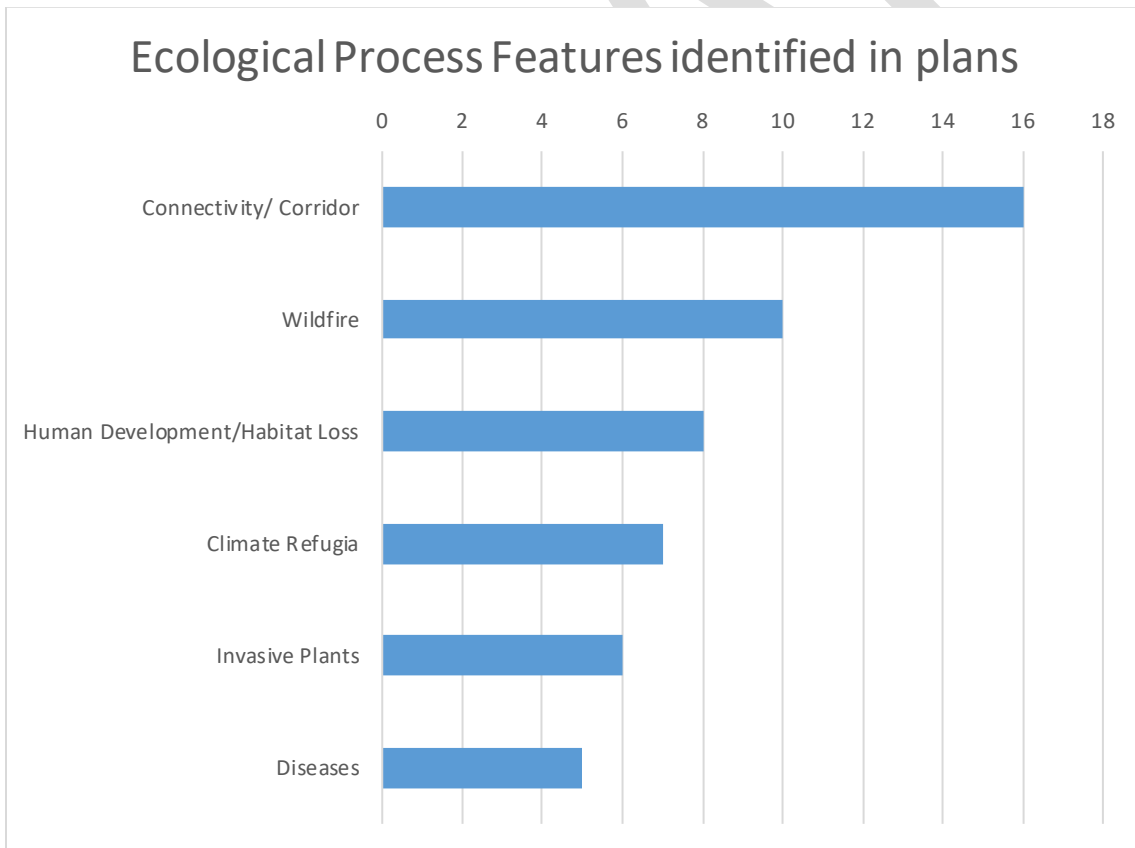 Ecological Process Features identified in plans
0 2 4 6 8 10 12 14 16 18
Connectivity/ Corridor
Wildfire
Human Development/Habitat Loss
Climate Refugia
Invasive Plants
Diseases